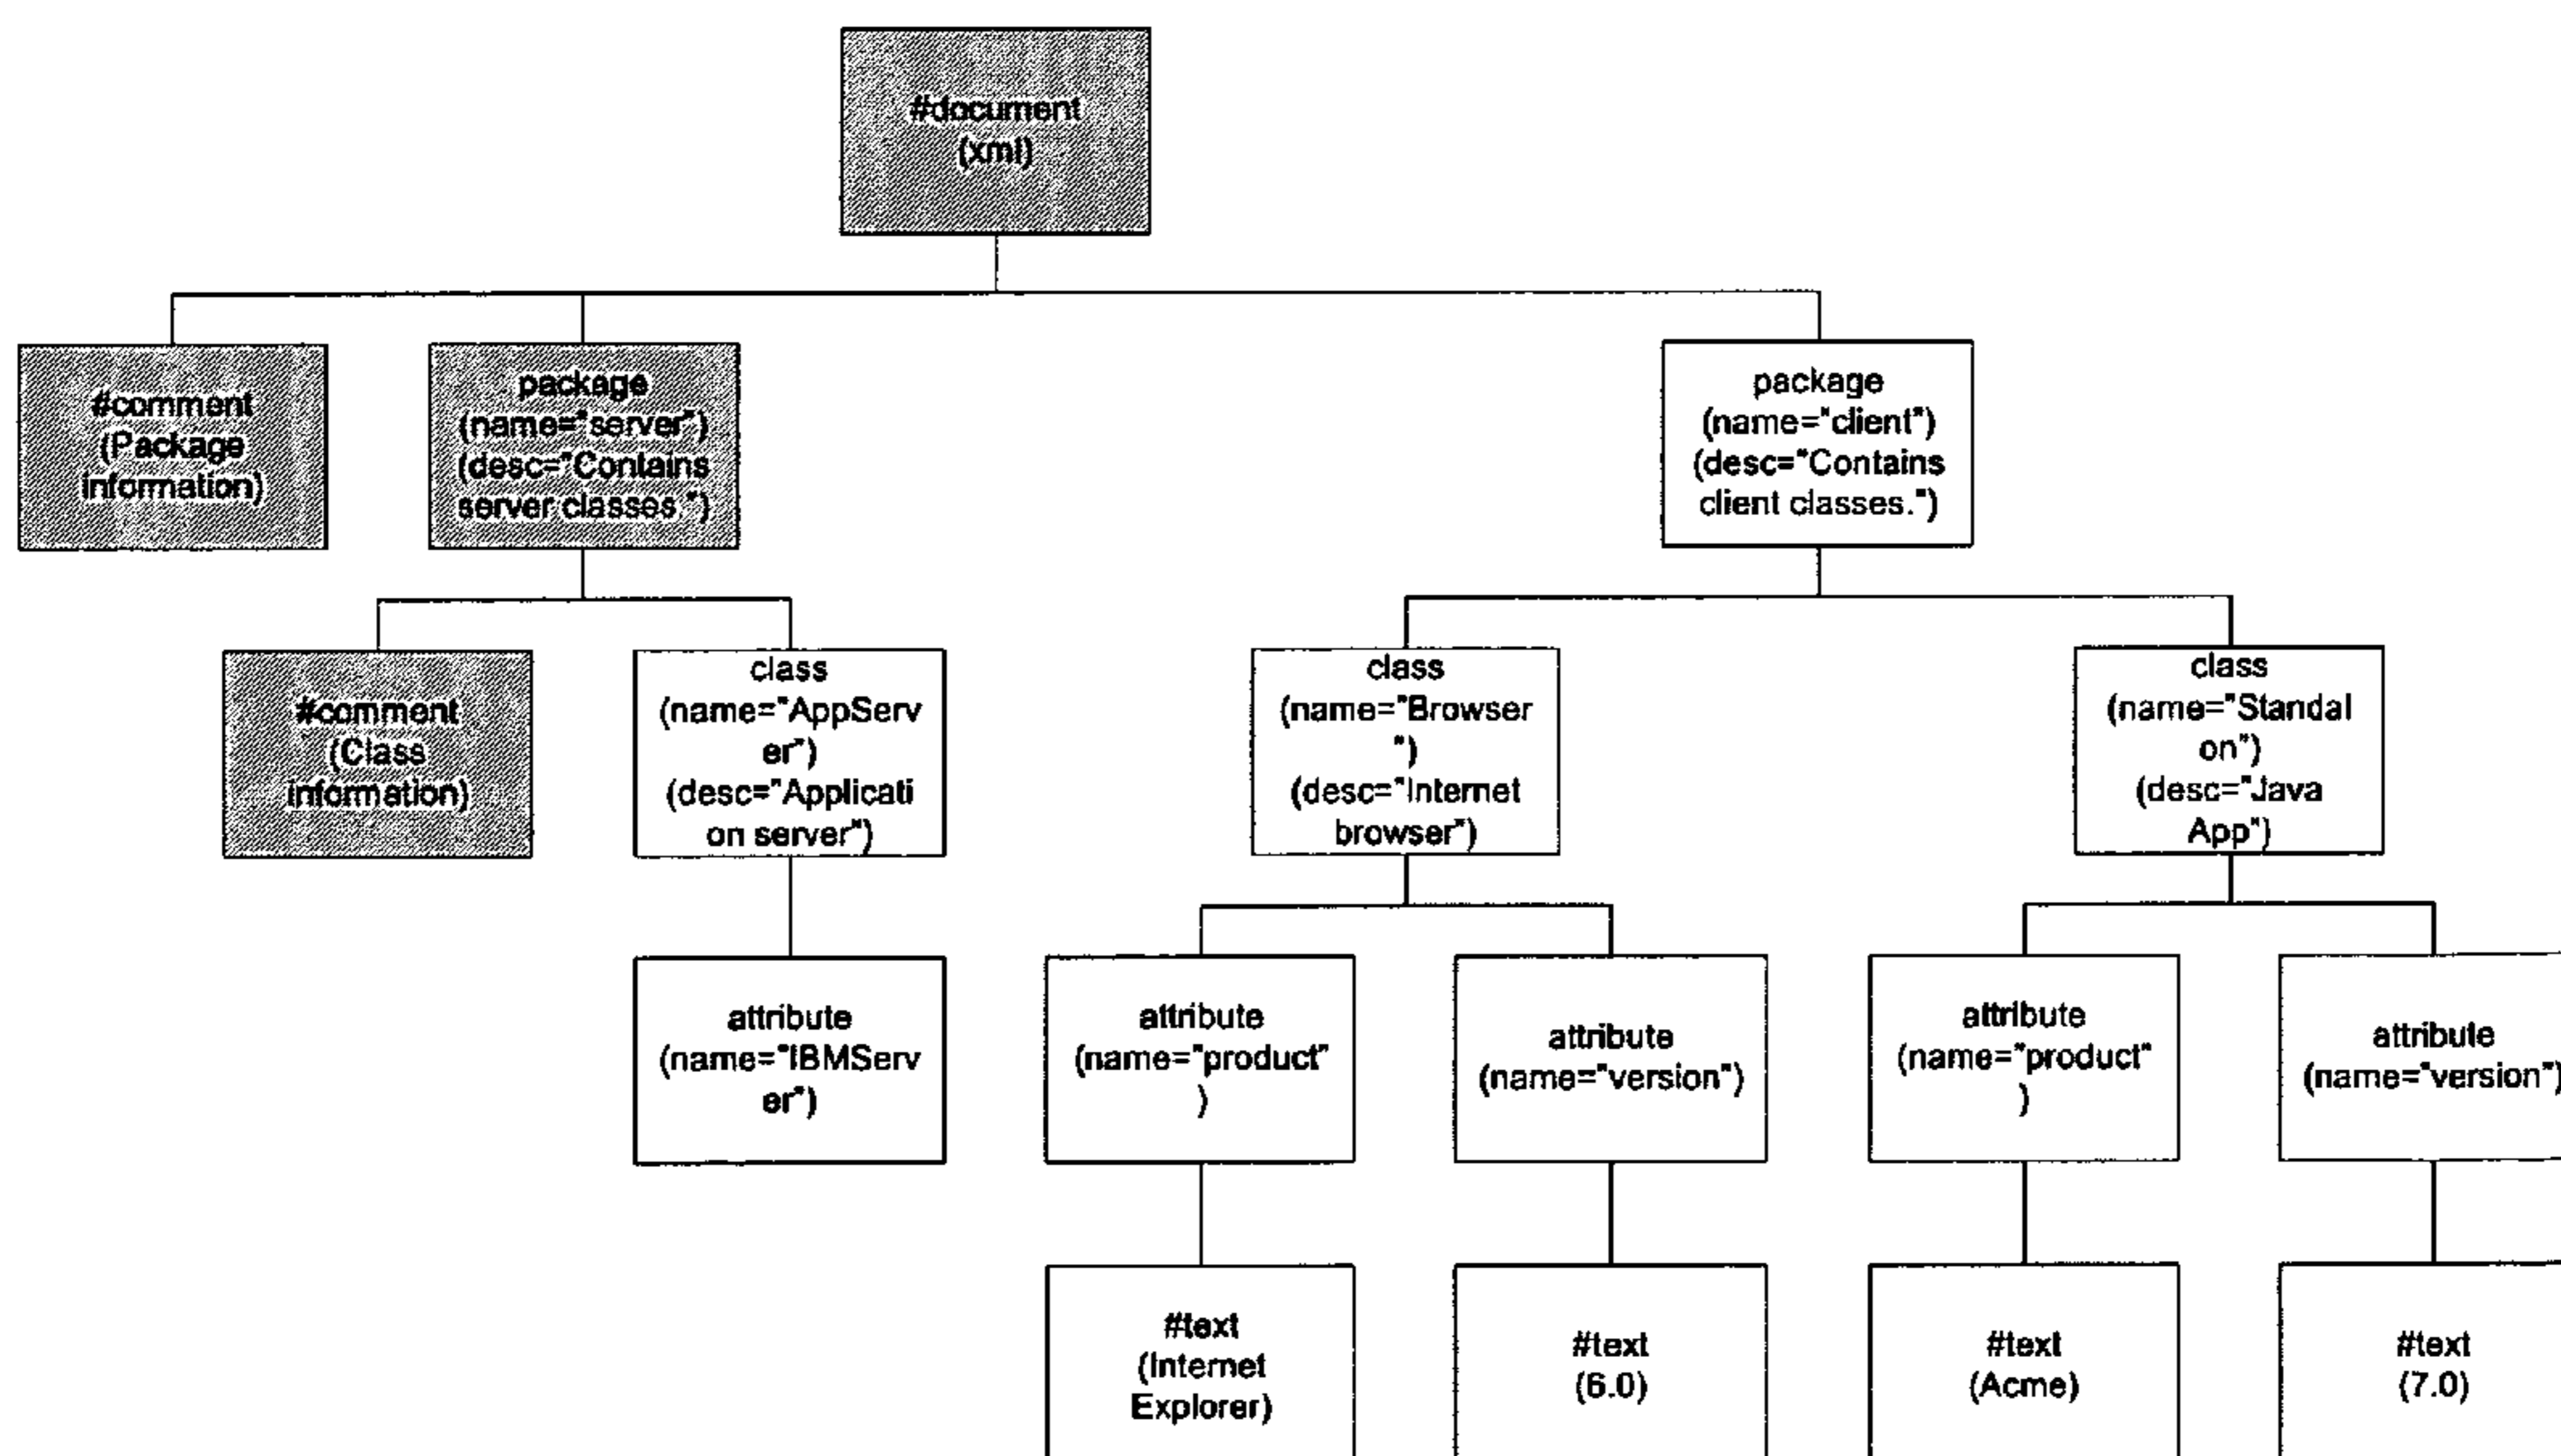 #document
(xml)
#comment
(Package
information)
package
(name="server")
(desc="Contains
server classes.")
package
(name="client")
(desc="Contains
client classes.")
#comment
(Class
information)
class
(name="AppServ
er")
(desc="Applicati
on server")
class
(name="Browser
")
(desc="Internet
browser")
class
(name="Standal
on")
(desc="Java
App")
attribute
(name="IBMServ
er")
attribute
(name="product"
)
attribute
(name="version")
attribute
(name="product"
)
attribute
(name="version")
#text
(Internet
Explorer)
#text
(6.0)
#text
(Acme)
#text
(7.0)